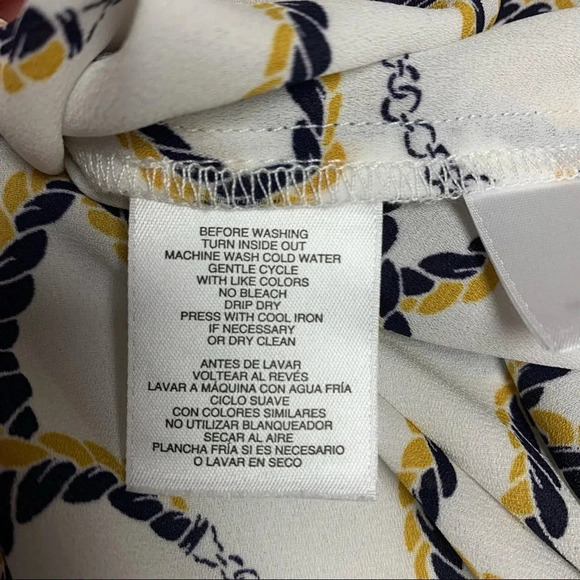 BEFORE WASHING
TURN INSIDE OUT
MACHINE WASH COLD WATER
GENTLE CYCLE
WITH LIKE COLORS
NO BLEACH
DRIP DRY
PRESS WITH COOL IRON
IF NECESSARY
OR DRY CLEAN
ANTES DE LAVAR
VOLTEAR AL REVÉS
LAVAR A MÁQUINA CON AGUA FRÍA
CICLO SUAVE
CON COLORES SIMILARES
NO UTILIZAR BLANQUEADOR
SECAR AL AIRE
PLANCHA FRÍA SI ES NECESARIO
O LAVAR EN SECO